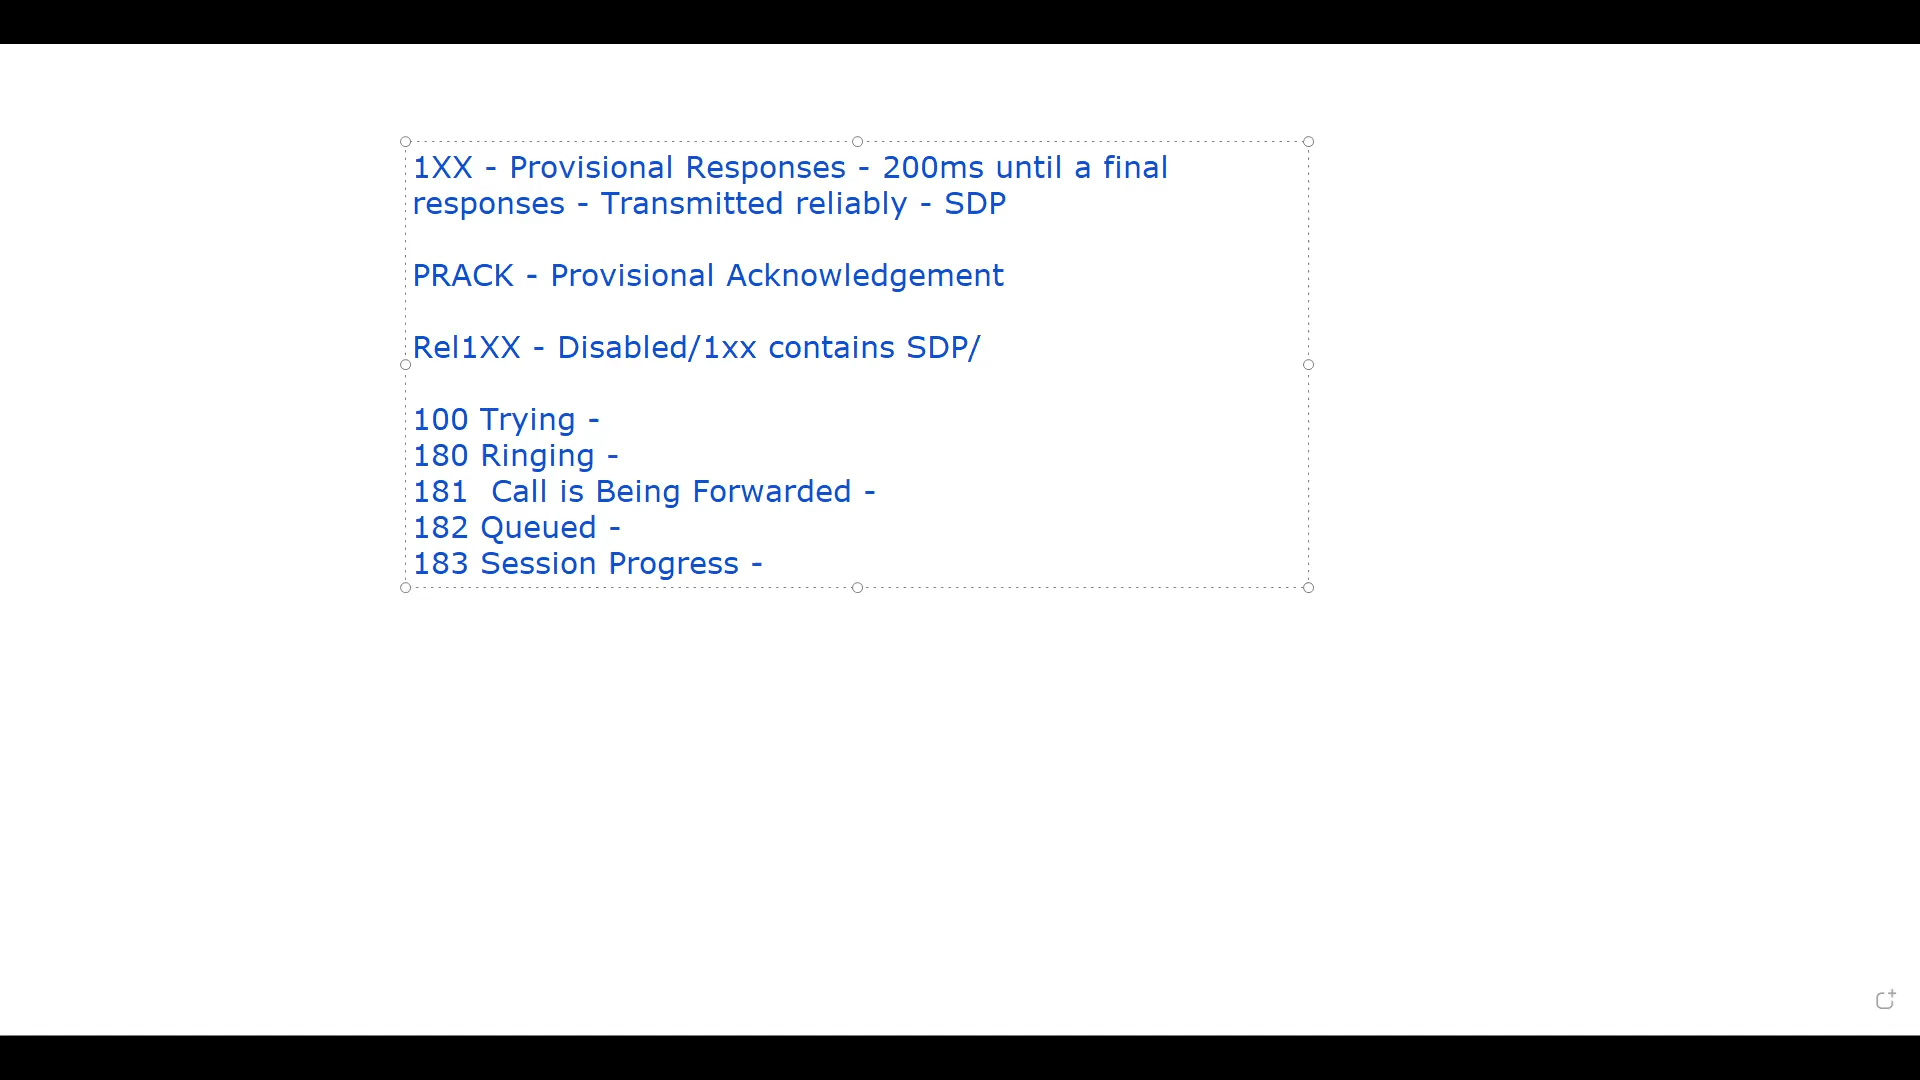 1XX - Provisional Responses - 200ms until a final
responses - Transmitted reliably - SDP
PRACK - Provisional Acknowledgement
Rel1XX - Disabled/1xx contains SDP/
100 Trying -
180 Ringing -
181  Call is Being Forwarded -
182 Queued -
183 Session Progress -